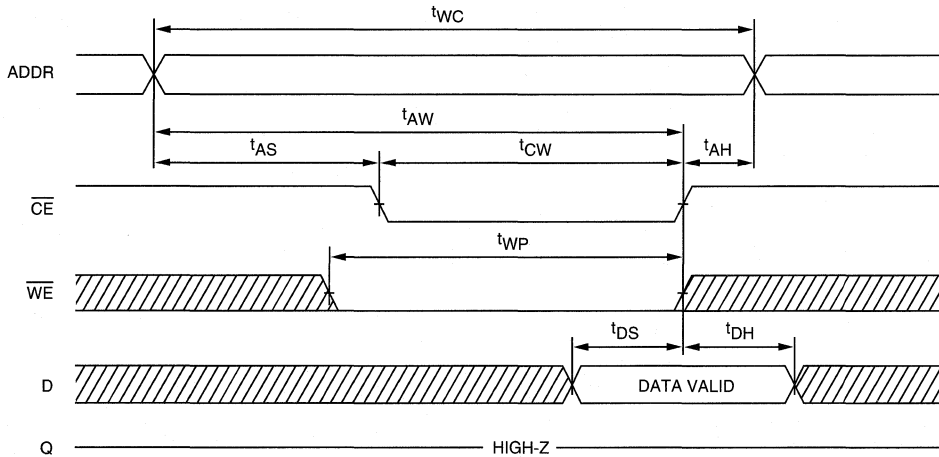 tWC
ADDR
tAW
tAS
tCW
tAH
CE
tWP
WE
tDS
tDH
D
DATA VALID
Q
HIGH-Z